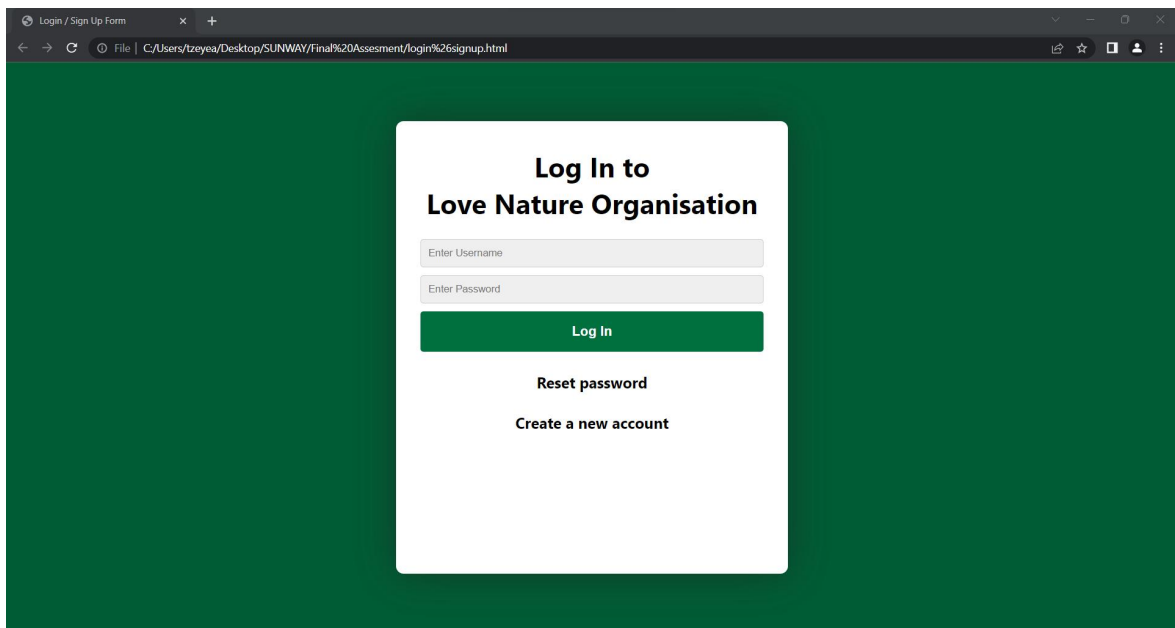 Login / Sign Up Form
File | C:/Users/tzeyea/Desktop/SUNWAY/Final%20Assesment/login%26signup.html
Log In to
Love Nature Organisation
Enter Username
Enter Password
Log In
Reset password
Create a new account